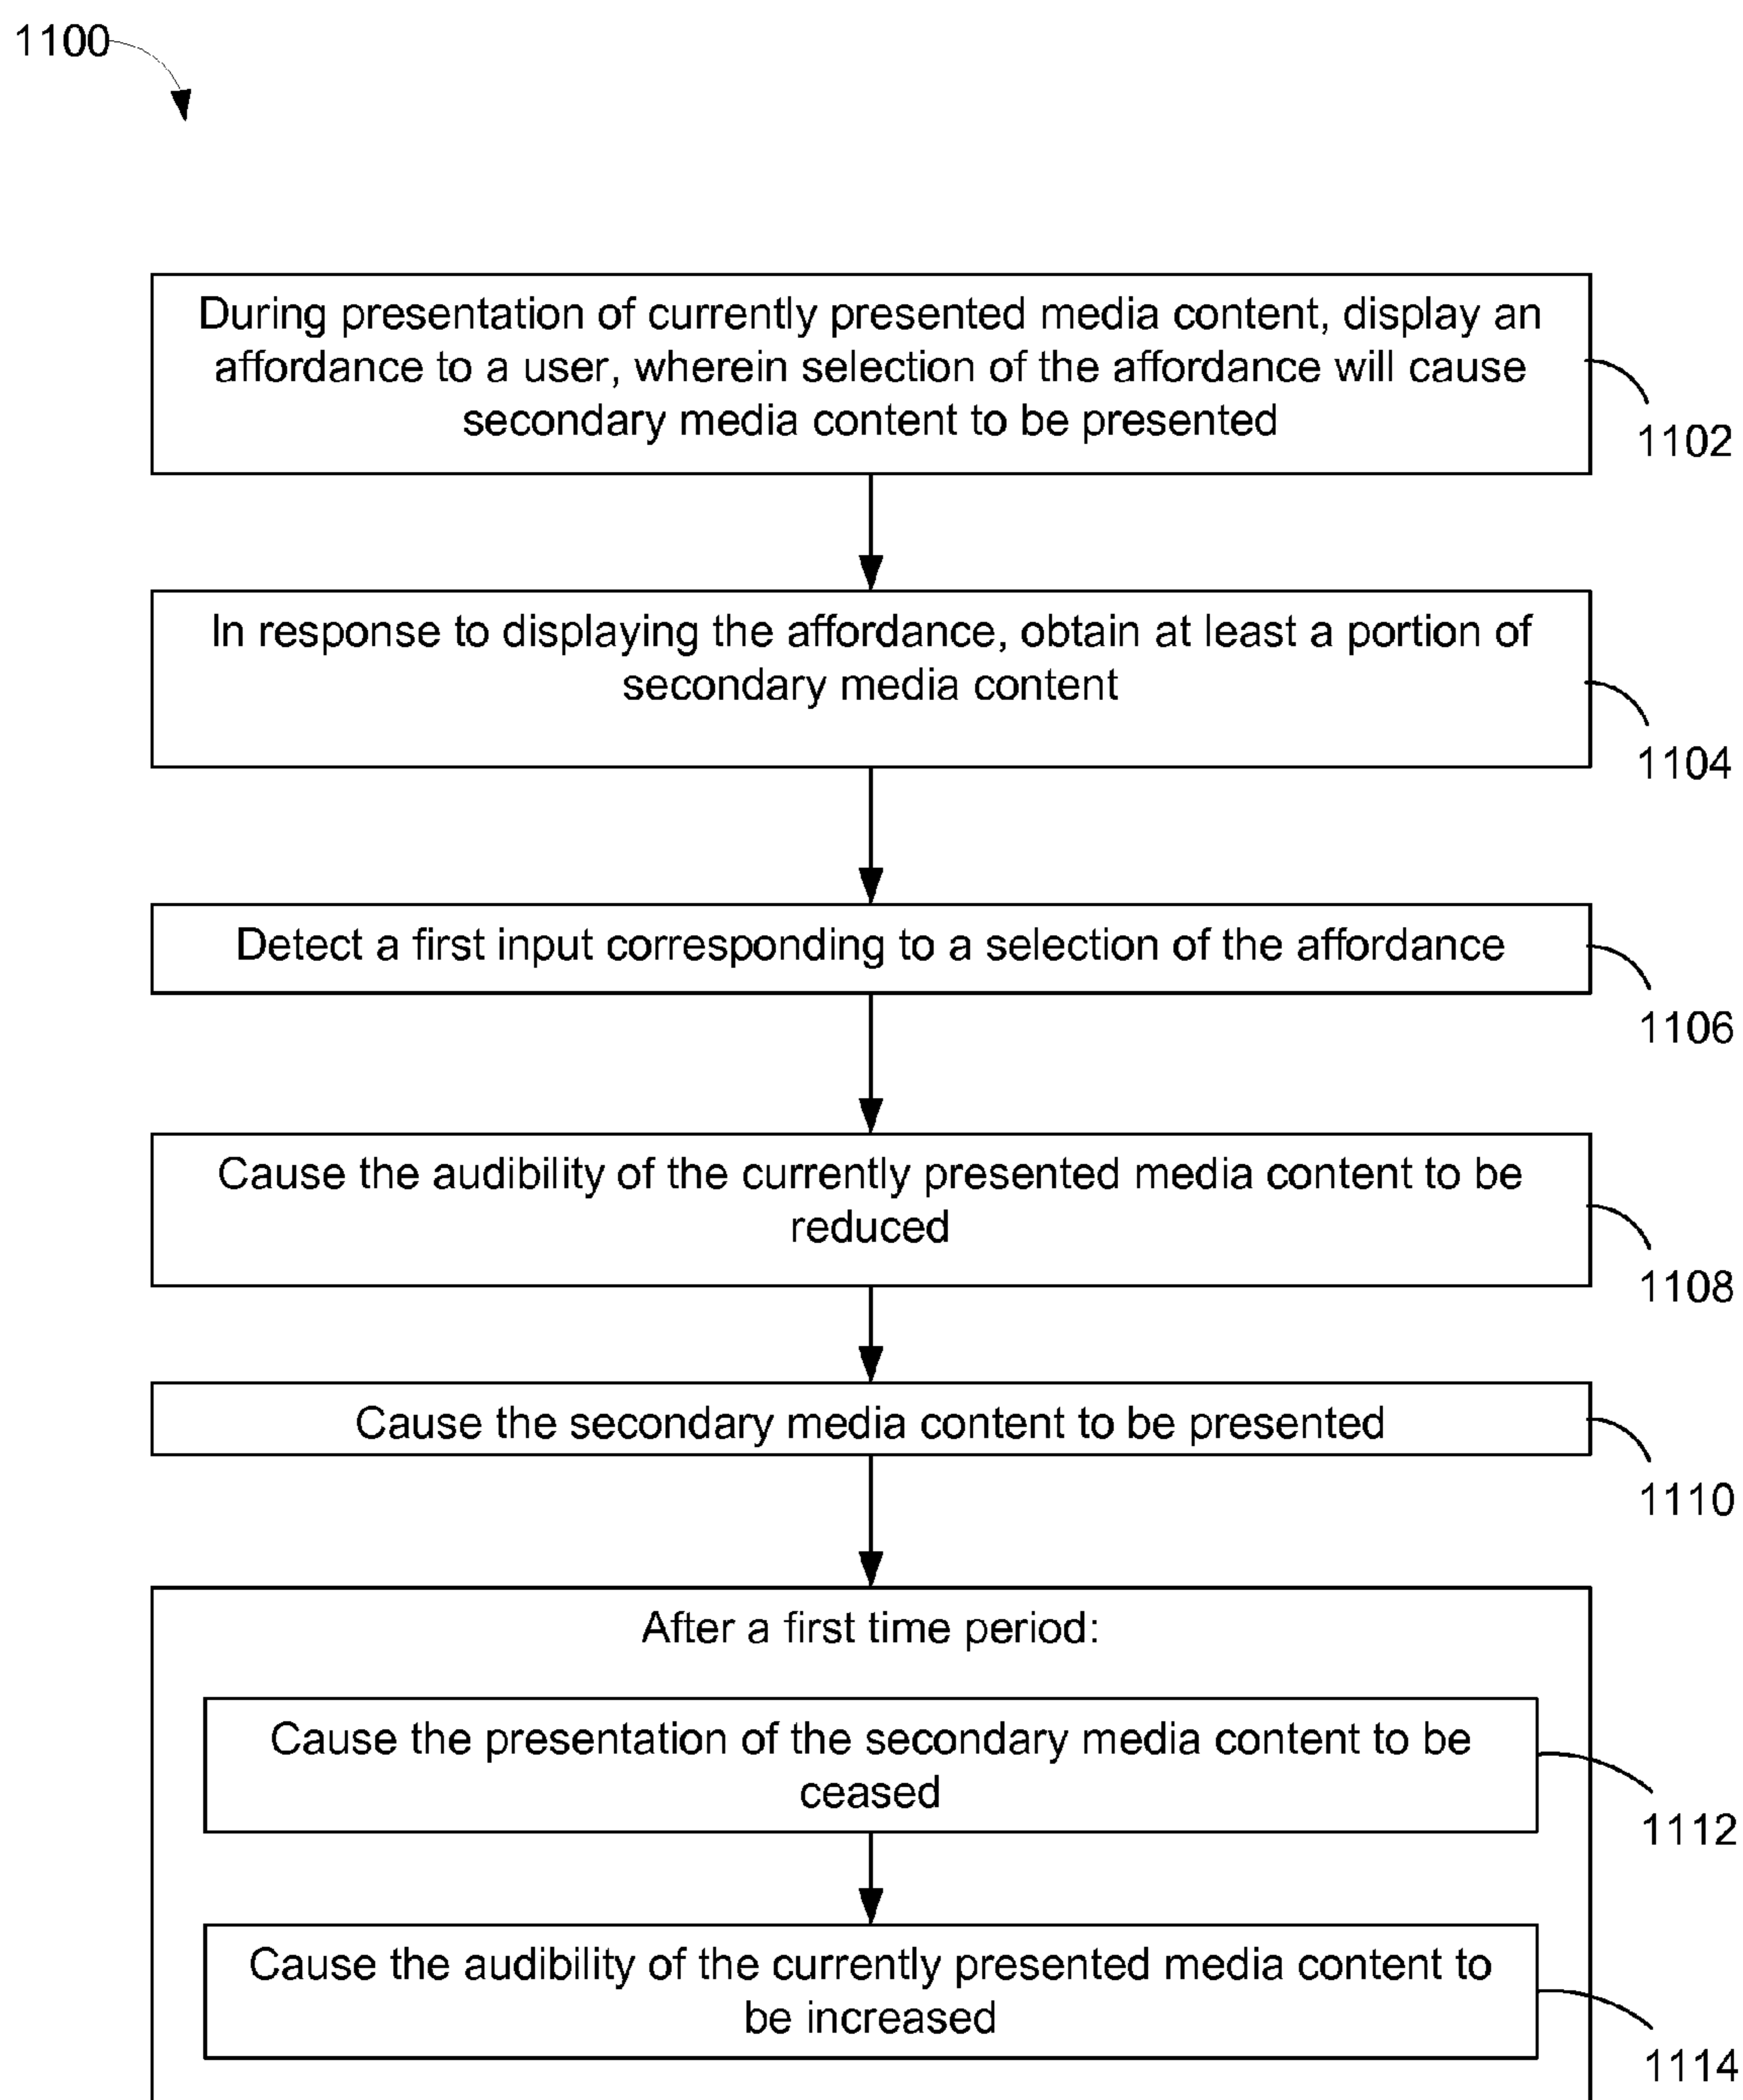 1100
During presentation of currently presented media content, display an
affordance to a user, wherein selection of the affordance will cause
secondary media content to be presented
1102
In response to displaying the affordance, obtain at least a portion of
secondary media content
1104
Detect a first input corresponding to a selection of the affordance
1106
Cause the audibility of the currently presented media content to be
reduced
1108
Cause the secondary media content to be presented
1110
After a first time period:
Cause the presentation of the secondary media content to be
ceased
1112
Cause the audibility of the currently presented media content to
be increased
1114